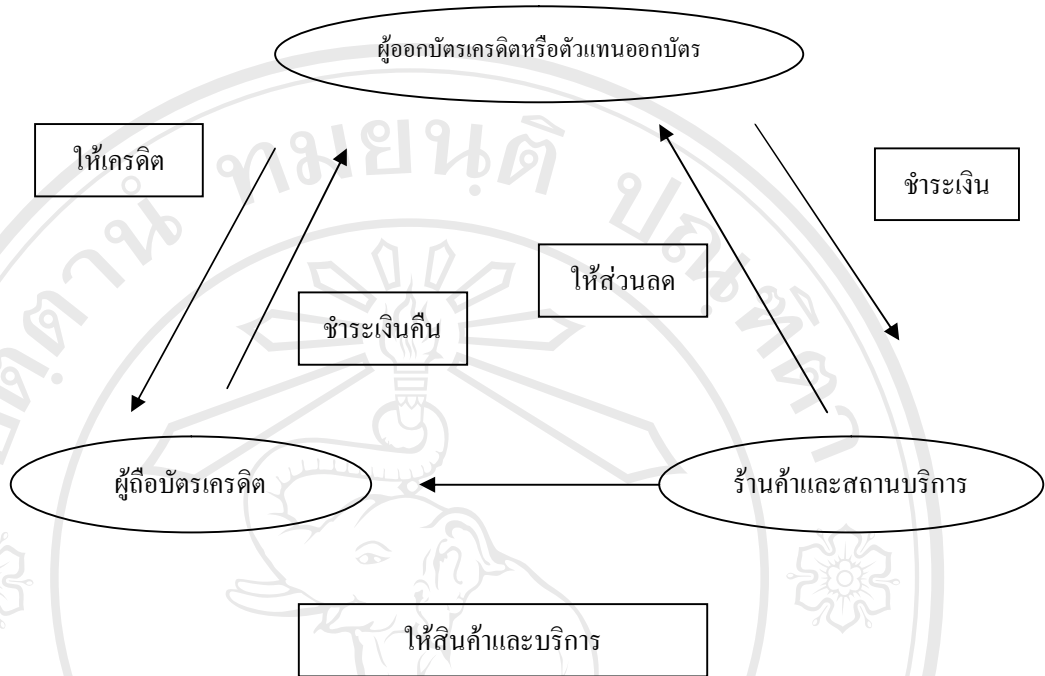 ผู้ออกบัตรเครดิตหรือตัวแทนออกบัตร
ให้เครดิต
ชำระเงิน
ให้ส่วนลด
ชำระเงินคืน
ผู้ถือบัตรเครดิต
ร้านค้าและสถานบริการ
ให้สินค้าและบริการ